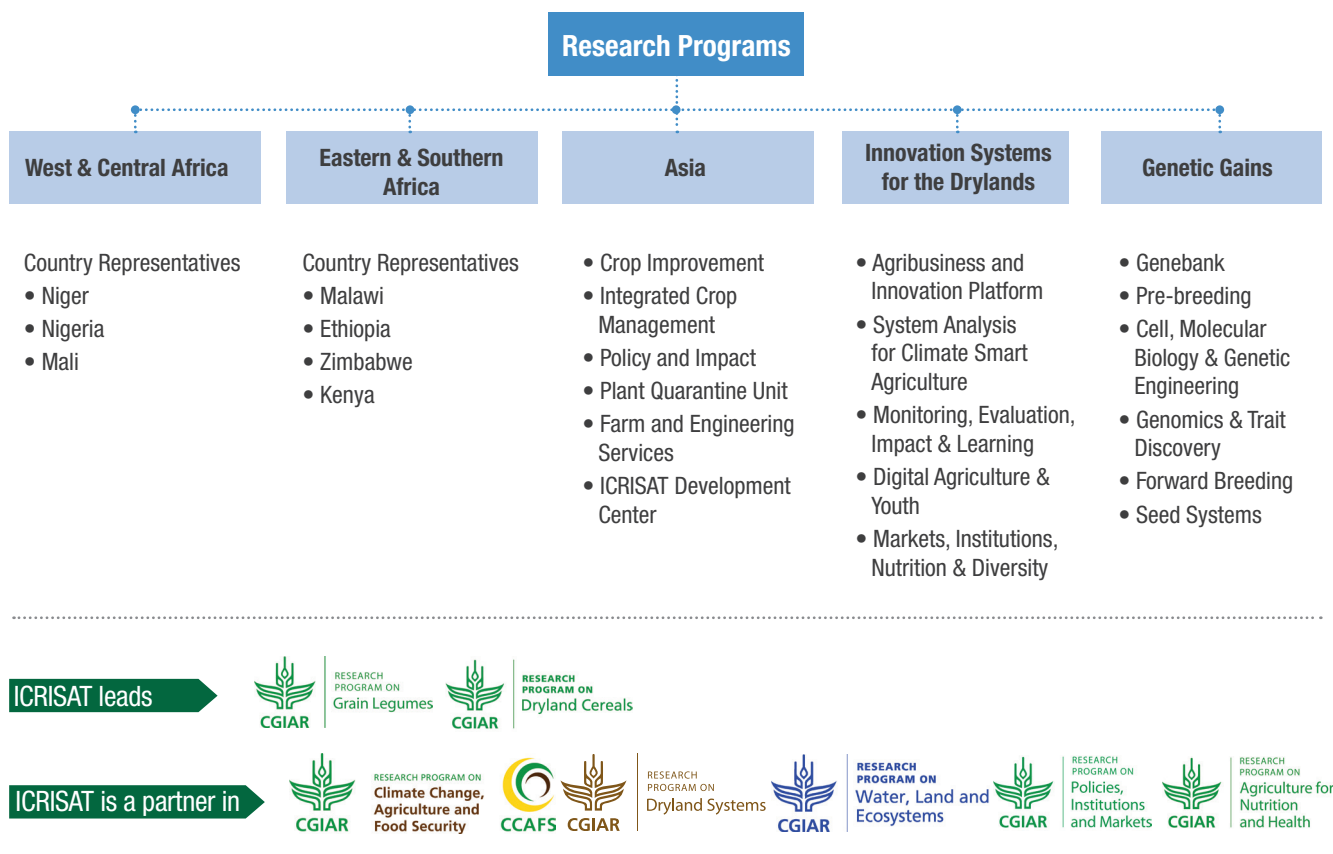 Research Programs
West & Central Africa
Eastern & Southern
Africa
Asia
Innovation Systems
for the Drylands
Genetic Gains
Country Representatives
• Niger
• Nigeria
• Mali
Country Representatives
• Malawi
• Ethiopia
• Zimbabwe
• Kenya
• Crop Improvement
• Integrated Crop
Management
• Policy and Impact
• Plant Quarantine Unit
• Farm and Engineering
Services
• ICRISAT Development
Center
• Agribusiness and
Innovation Platform
• System Analysis
for Climate Smart
Agriculture
• Monitoring, Evaluation,
Impact & Learning
• Digital Agriculture &
Youth
• Markets, Institutions,
Nutrition & Diversity
• Genebank
• Pre-breeding
• Cell, Molecular
Biology & Genetic
Engineering
• Genomics & Trait
Discovery
• Forward Breeding
• Seed Systems
ICRISAT leads
CGIAR
RESEARCH
PROGRAM ON
Grain Legumes
CGIAR
RESEARCH
PROGRAM ON
Dryland Cereals
ICRISAT is a partner in
CGIAR
RESEARCH PROGRAM ON
Climate Change,
Agriculture and
Food Security
CCAFS
CGIAR
RESEARCH
PROGRAM ON
Dryland Systems
CGIAR
RESEARCH
PROGRAM ON
Water, Land and
Ecosystems
CGIAR
RESEARCH
PROGRAM ON
Policies,
Institutions
and Markets
CGIAR
RESEARCH
PROGRAM ON
Agriculture for
Nutrition
and Health